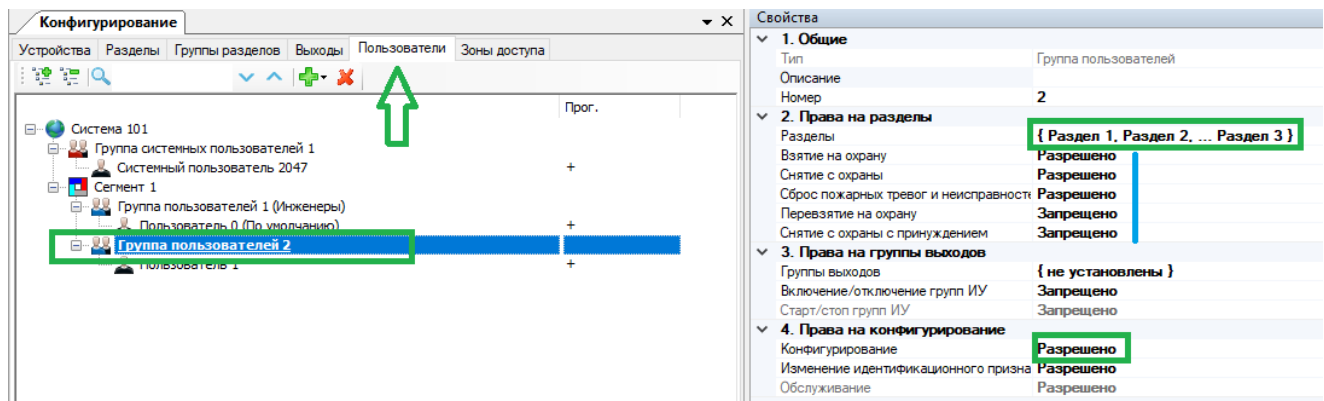 Конфигурирование
Устройства Разделы Группы разделов Выходы Пользователи Зоны доступа
Прог.
Система 101
Группа системных пользователей 1
Системный пользователь 2047 +
Сегмент 1
Группа пользователей 1 (Инженеры)
Пользователь 0 (По умолчанию) +
Группа пользователей 2
Пользователь 1 +
Свойства
1. Общие
Тип Группа пользователей
Описание
Номер 2
2. Права на разделы
Разделы { Раздел 1, Раздел 2, ... Раздел 3 }
Взятие на охрану Разрешено
Снятие с охраны Разрешено
Сброс пожарных тревог и неисправносте Разрешено
Перевзятие на охрану Запрещено
Снятие с охраны с принуждением Запрещено
3. Права на группы выходов
Группы выходов { не установлены }
Включение/отключение групп ИУ Запрещено
Старт/стоп групп ИУ Запрещено
4. Права на конфигурирование
Конфигурирование Разрешено
Изменение идентификационного призна Разрешено
Обслуживание Разрешено